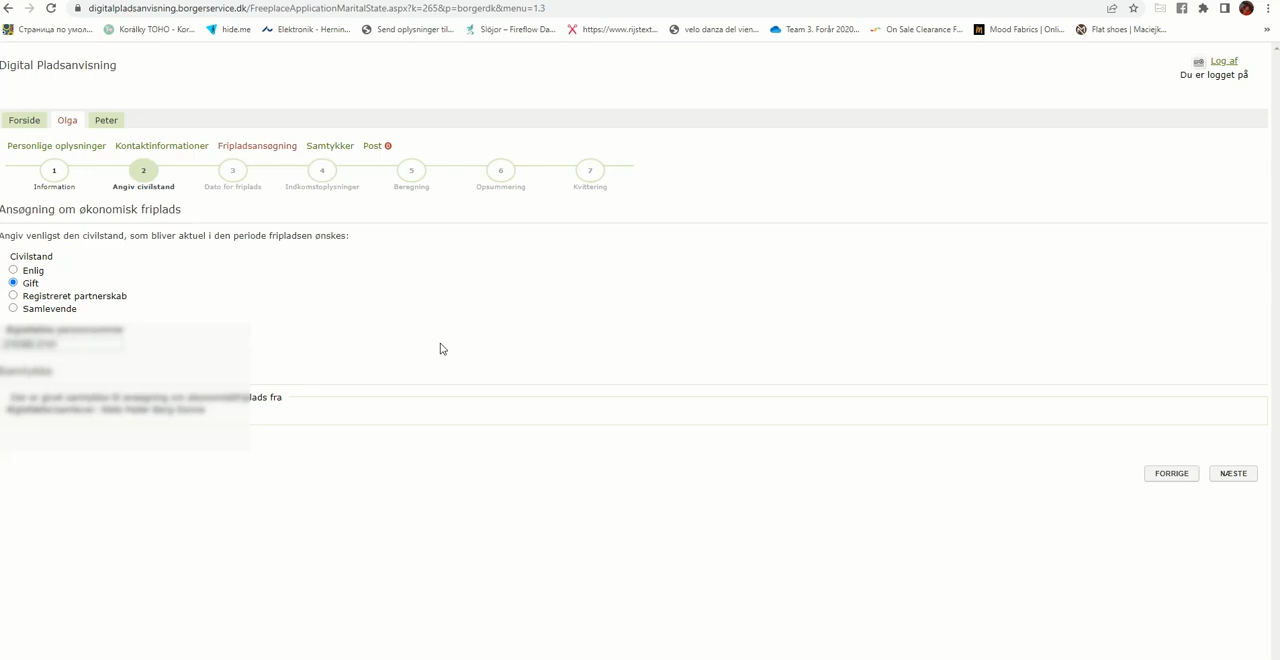 digitalpladsanvisning.borgerservice.dk/FreeplaceApplicationMaritalState.aspx?k=265&p=borgerdk&menu=1.3
Страница по умол... Korálky TOHO - Kor... hide.me Elektronik - Hernin... Send oplysninger til... Slöjor – Fireflow Da... https://www.rijstext... velo danza del vien... Team 3. Forår 2020... On Sale Clearance F... Mood Fabrics | Onli... Flat shoes | Maciejk... »
Digital Pladsanvisning
Log af
Du er logget på
Forside Olga Peter
Personlige oplysninger Kontaktinformationer Fripladsansøgning Samtykker Post 0
1 2 3 4 5 6 7
Information Angiv civilstand Dato for friplads Indkomstoplysninger Beregning Opsummering Kvittering
Ansøgning om økonomisk friplads
Angiv venligst den civilstand, som bliver aktuel i den periode fripladsen ønskes:
Civilstand
Enlig
Gift
Registreret partnerskab
Samlevende
lads fra
FORRIGE NÆSTE